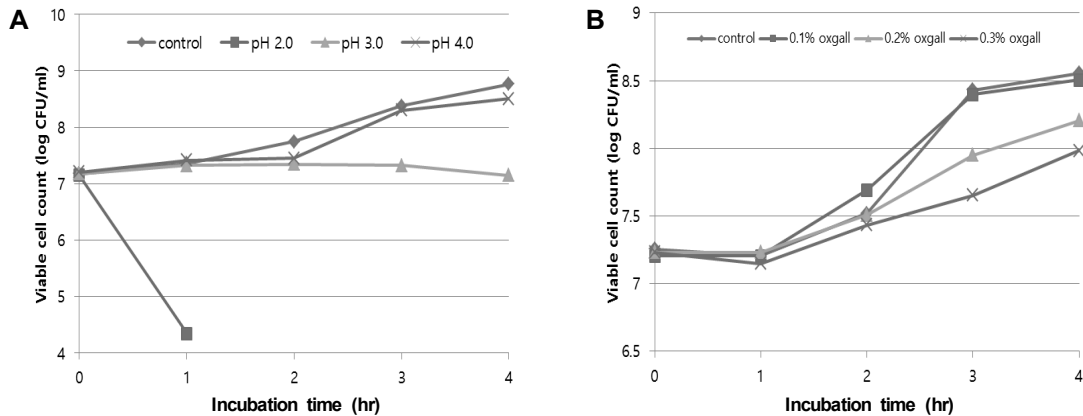 A
10
control pH 2.0 pH 3.0 pH 4.0
9
8
7
6
5
4
0 1 2 3 4
Viable cell count (log CFU/ml)
Incubation time (hr)
B
9
control 0.1% oxgall 0.2% oxgall 0.3% oxgall
8.5
8
7.5
7
6.5
0 1 2 3 4
Viable cell count (log CFU/ml)
Incubation time (hr)